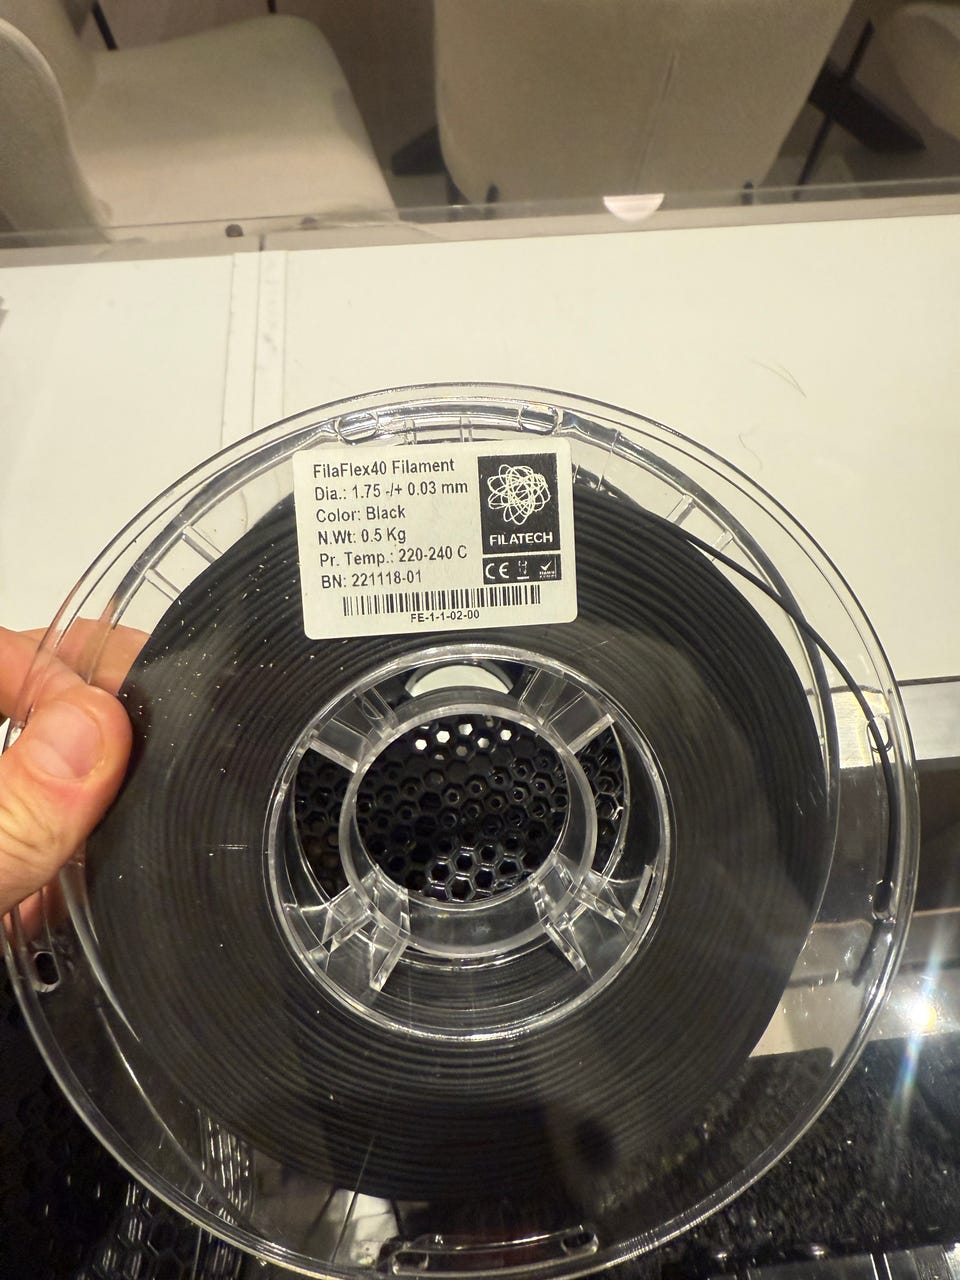 FilaFlex40 Filament
Dia.: 1.75 -/+ 0.03 mm
Color: Black
N.Wt: 0.5 Kg
Pr. Temp.: 220-240 C
BN: 221118-01
FILATECH
CE
FE-1-1-02-00